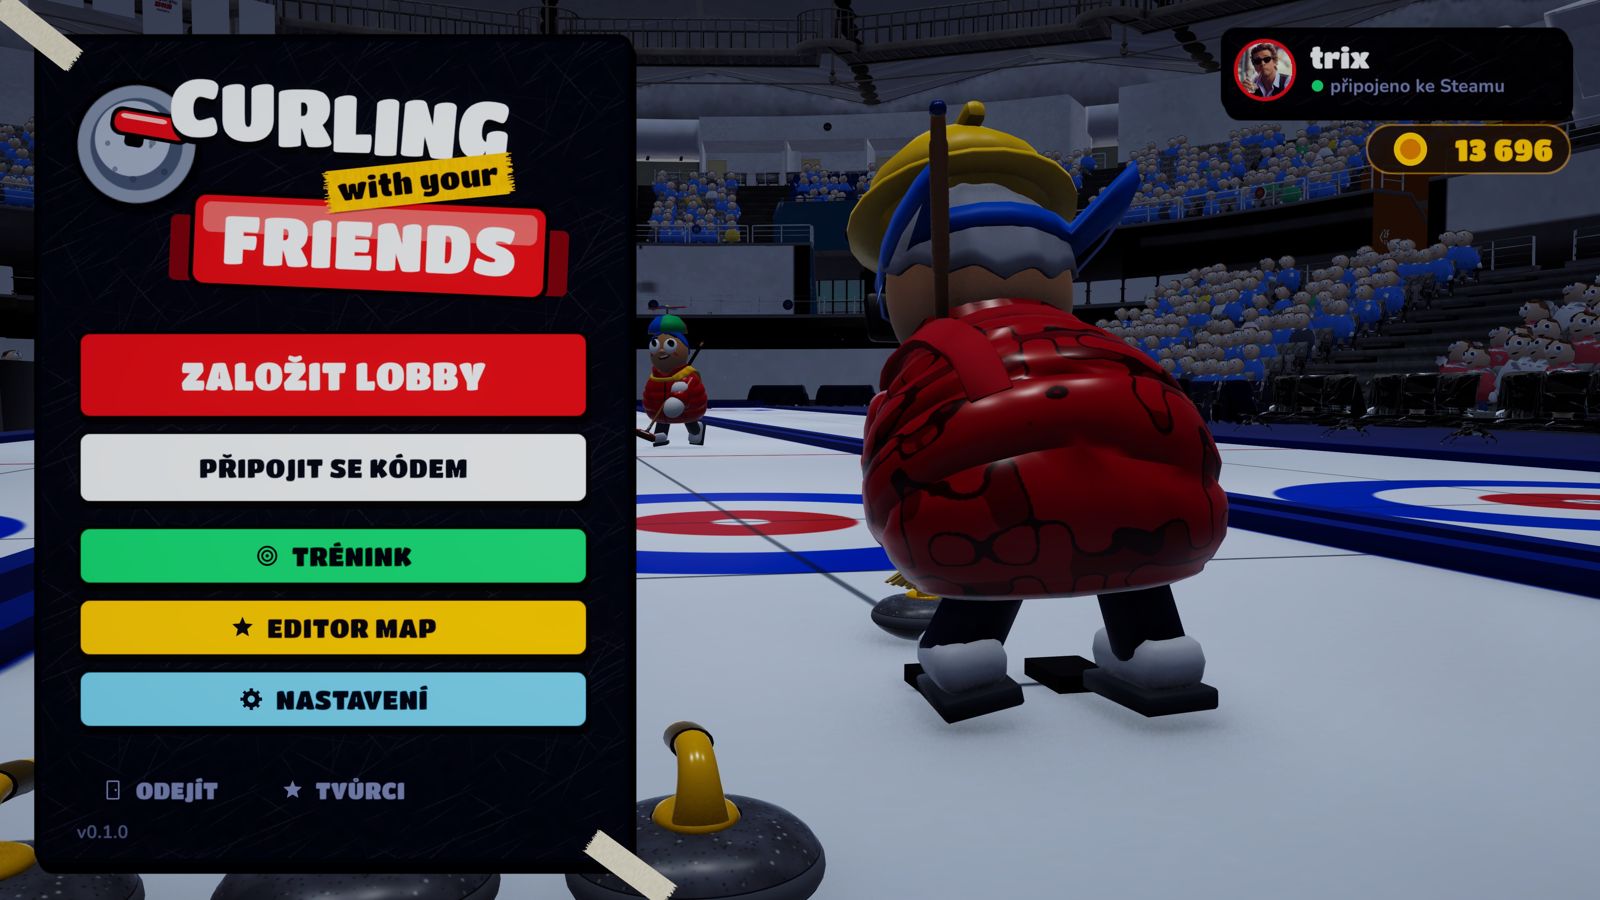 CURLING
with your
FRIENDS
ZALOŽIT LOBBY
PŘIPOJIT SE KÓDEM
TRÉNINK
EDITOR MAP
NASTAVENÍ
ODEJÍT
TVŮRCI
v0.1.0
trix
připojeno ke Steamu
13 696